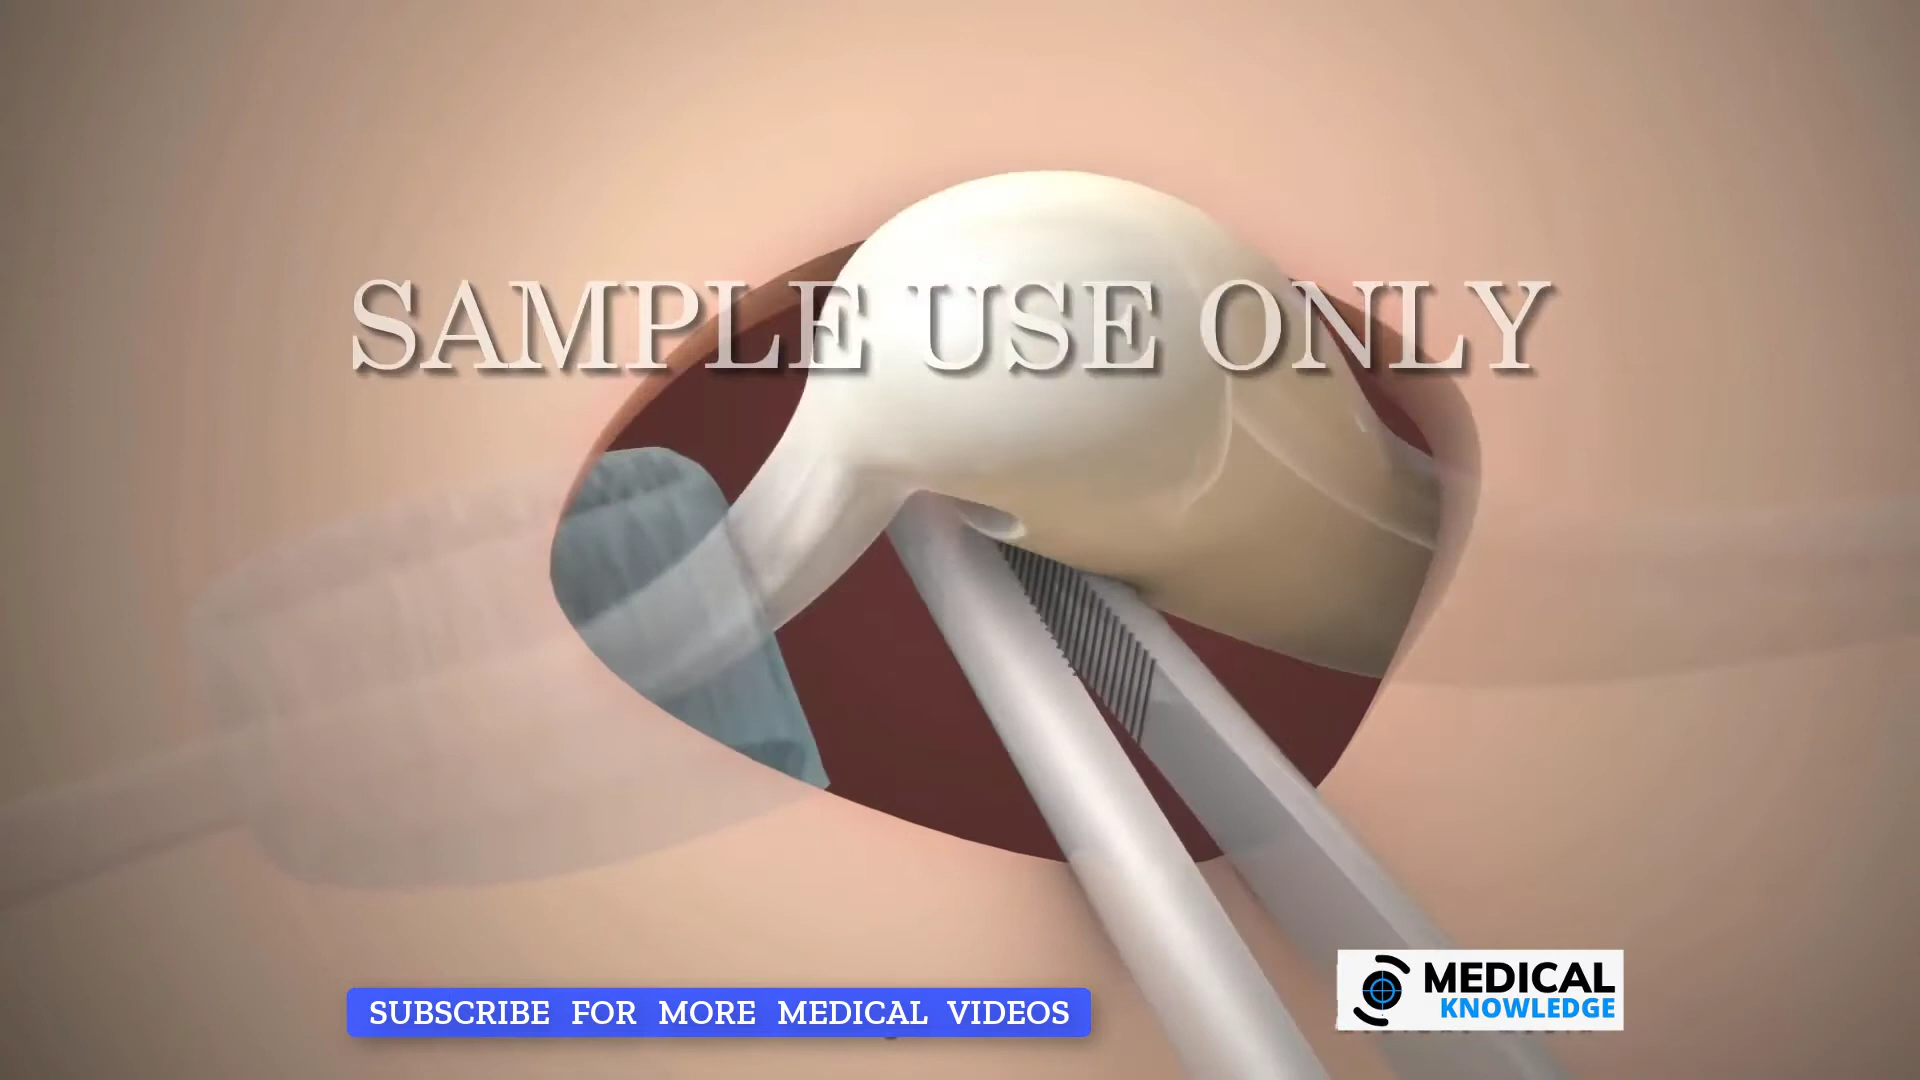 SAMPLE USE ONLY
SUBSCRIBE FOR MORE MEDICAL VIDEOS
MEDICAL
KNOWLEDGE